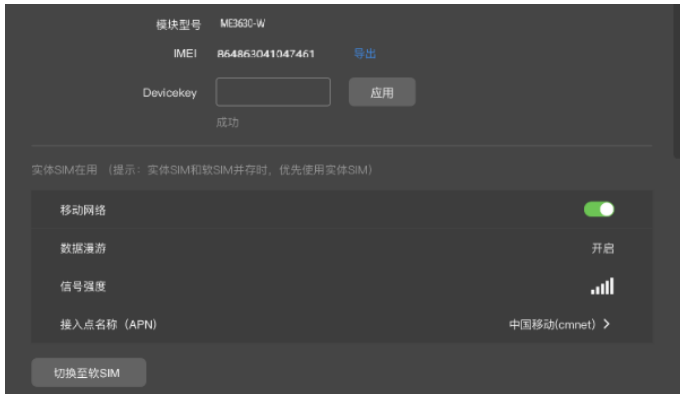 模块型号 ME3630-W
IMEI 864863041047461 导出
Devicekey 应用
成功
实体SIM在用 （提示：实体SIM和软SIM并存时，优先使用实体SIM）
移动网络
数据漫游 开启
信号强度
接入点名称（APN） 中国移动(cmnet)
切换至软SIM